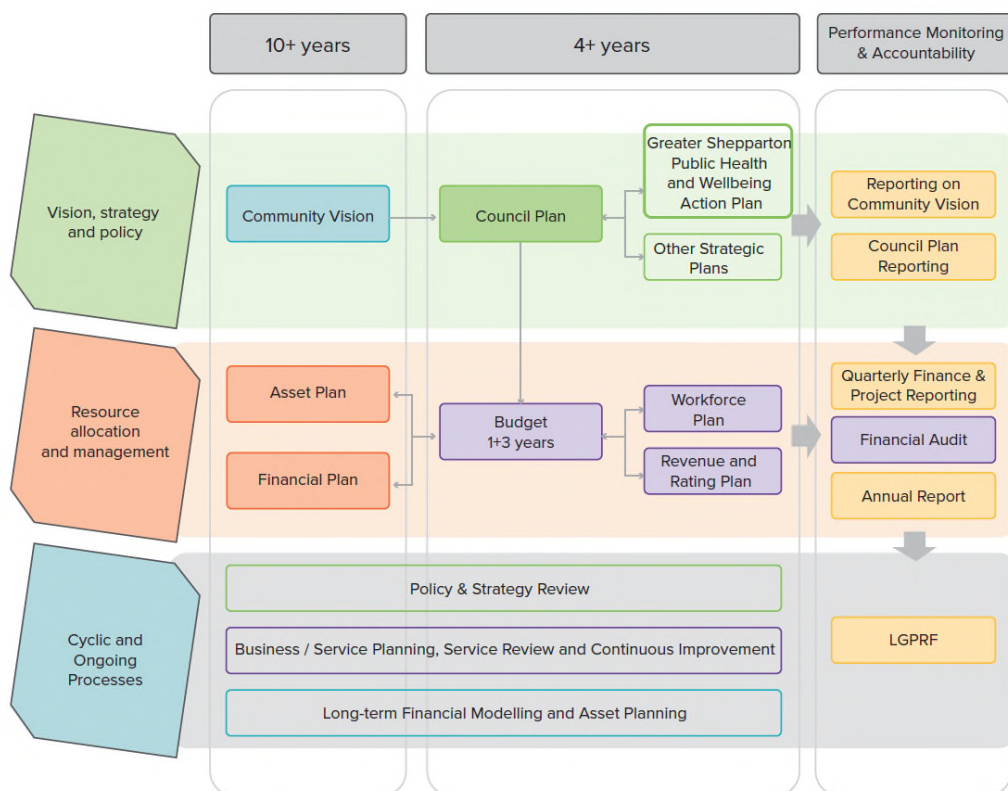 10+ years
4+ years
Performance Monitoring
& Accountability
Vision, strategy
and policy
Community Vision
Council Plan
Greater Shepparton
Public Health
and Wellbeing
Action Plan
Other Strategic
Plans
Reporting on
Community Vision
Council Plan
Reporting
Resource
allocation
and management
Asset Plan
Financial Plan
Budget
1+3 years
Workforce
Plan
Revenue and
Rating Plan
Quarterly Finance &
Project Reporting
Financial Audit
Annual Report
Cyclic and
Ongoing
Processes
Policy & Strategy Review
Business / Service Planning, Service Review and Continuous Improvement
Long-term Financial Modelling and Asset Planning
LGPRF